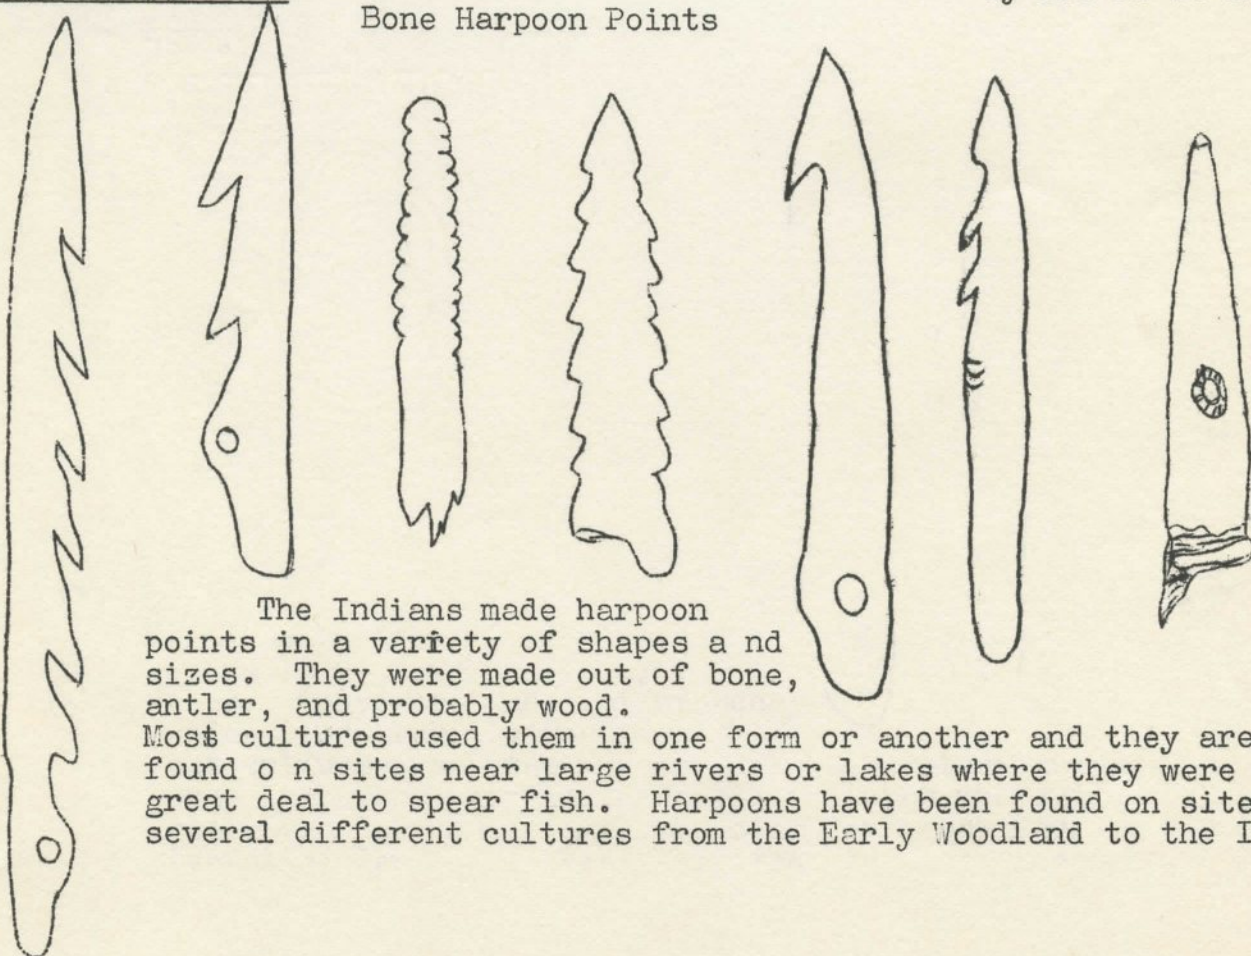 Bone Harpoon Points
The Indians made harpoon
points in a variety of shapes a nd
sizes. They were made out of bone,
antler, and probably wood.
Most cultures used them in one form or another and they are
found o n sites near large rivers or lakes where they were
great deal to spear fish. Harpoons have been found on site
several different cultures from the Early Woodland to the